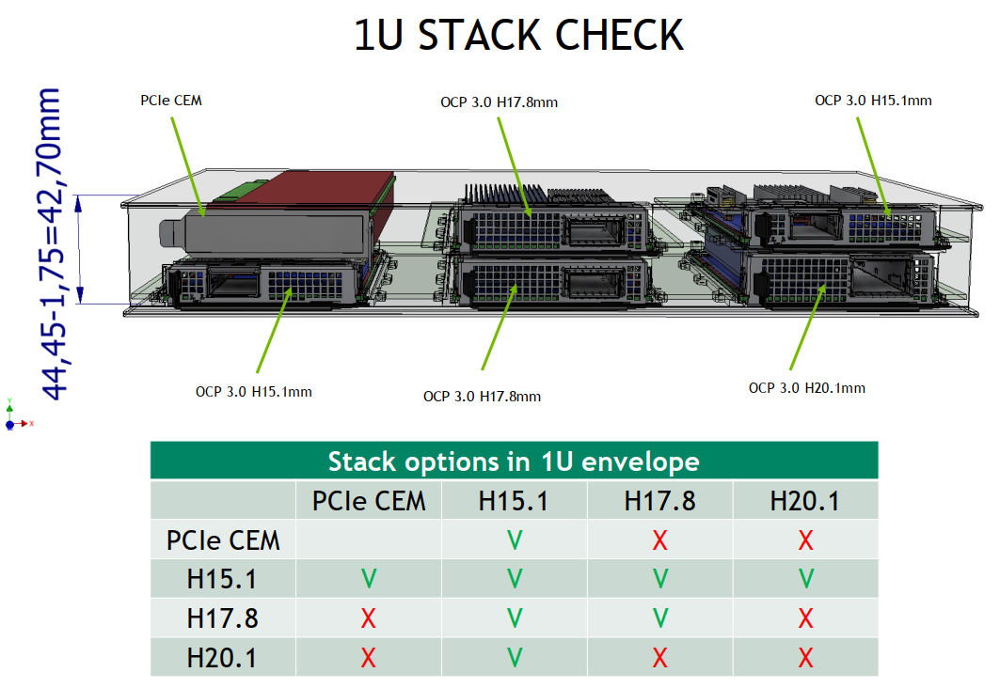 1U STACK CHECK
PCIe CEM
OCP 3.0 H17.8mm
OCP 3.0 H15.1mm
44,45-1,75=42,70mm
OCP 3.0 H15.1mm
OCP 3.0 H17.8mm
OCP 3.0 H20.1mm
Y
X
Stack options in 1U envelope
PCIe CEM H15.1 H17.8 H20.1
PCIe CEM V X X
H15.1 V V V V
H17.8 X V V X
H20.1 X V X X